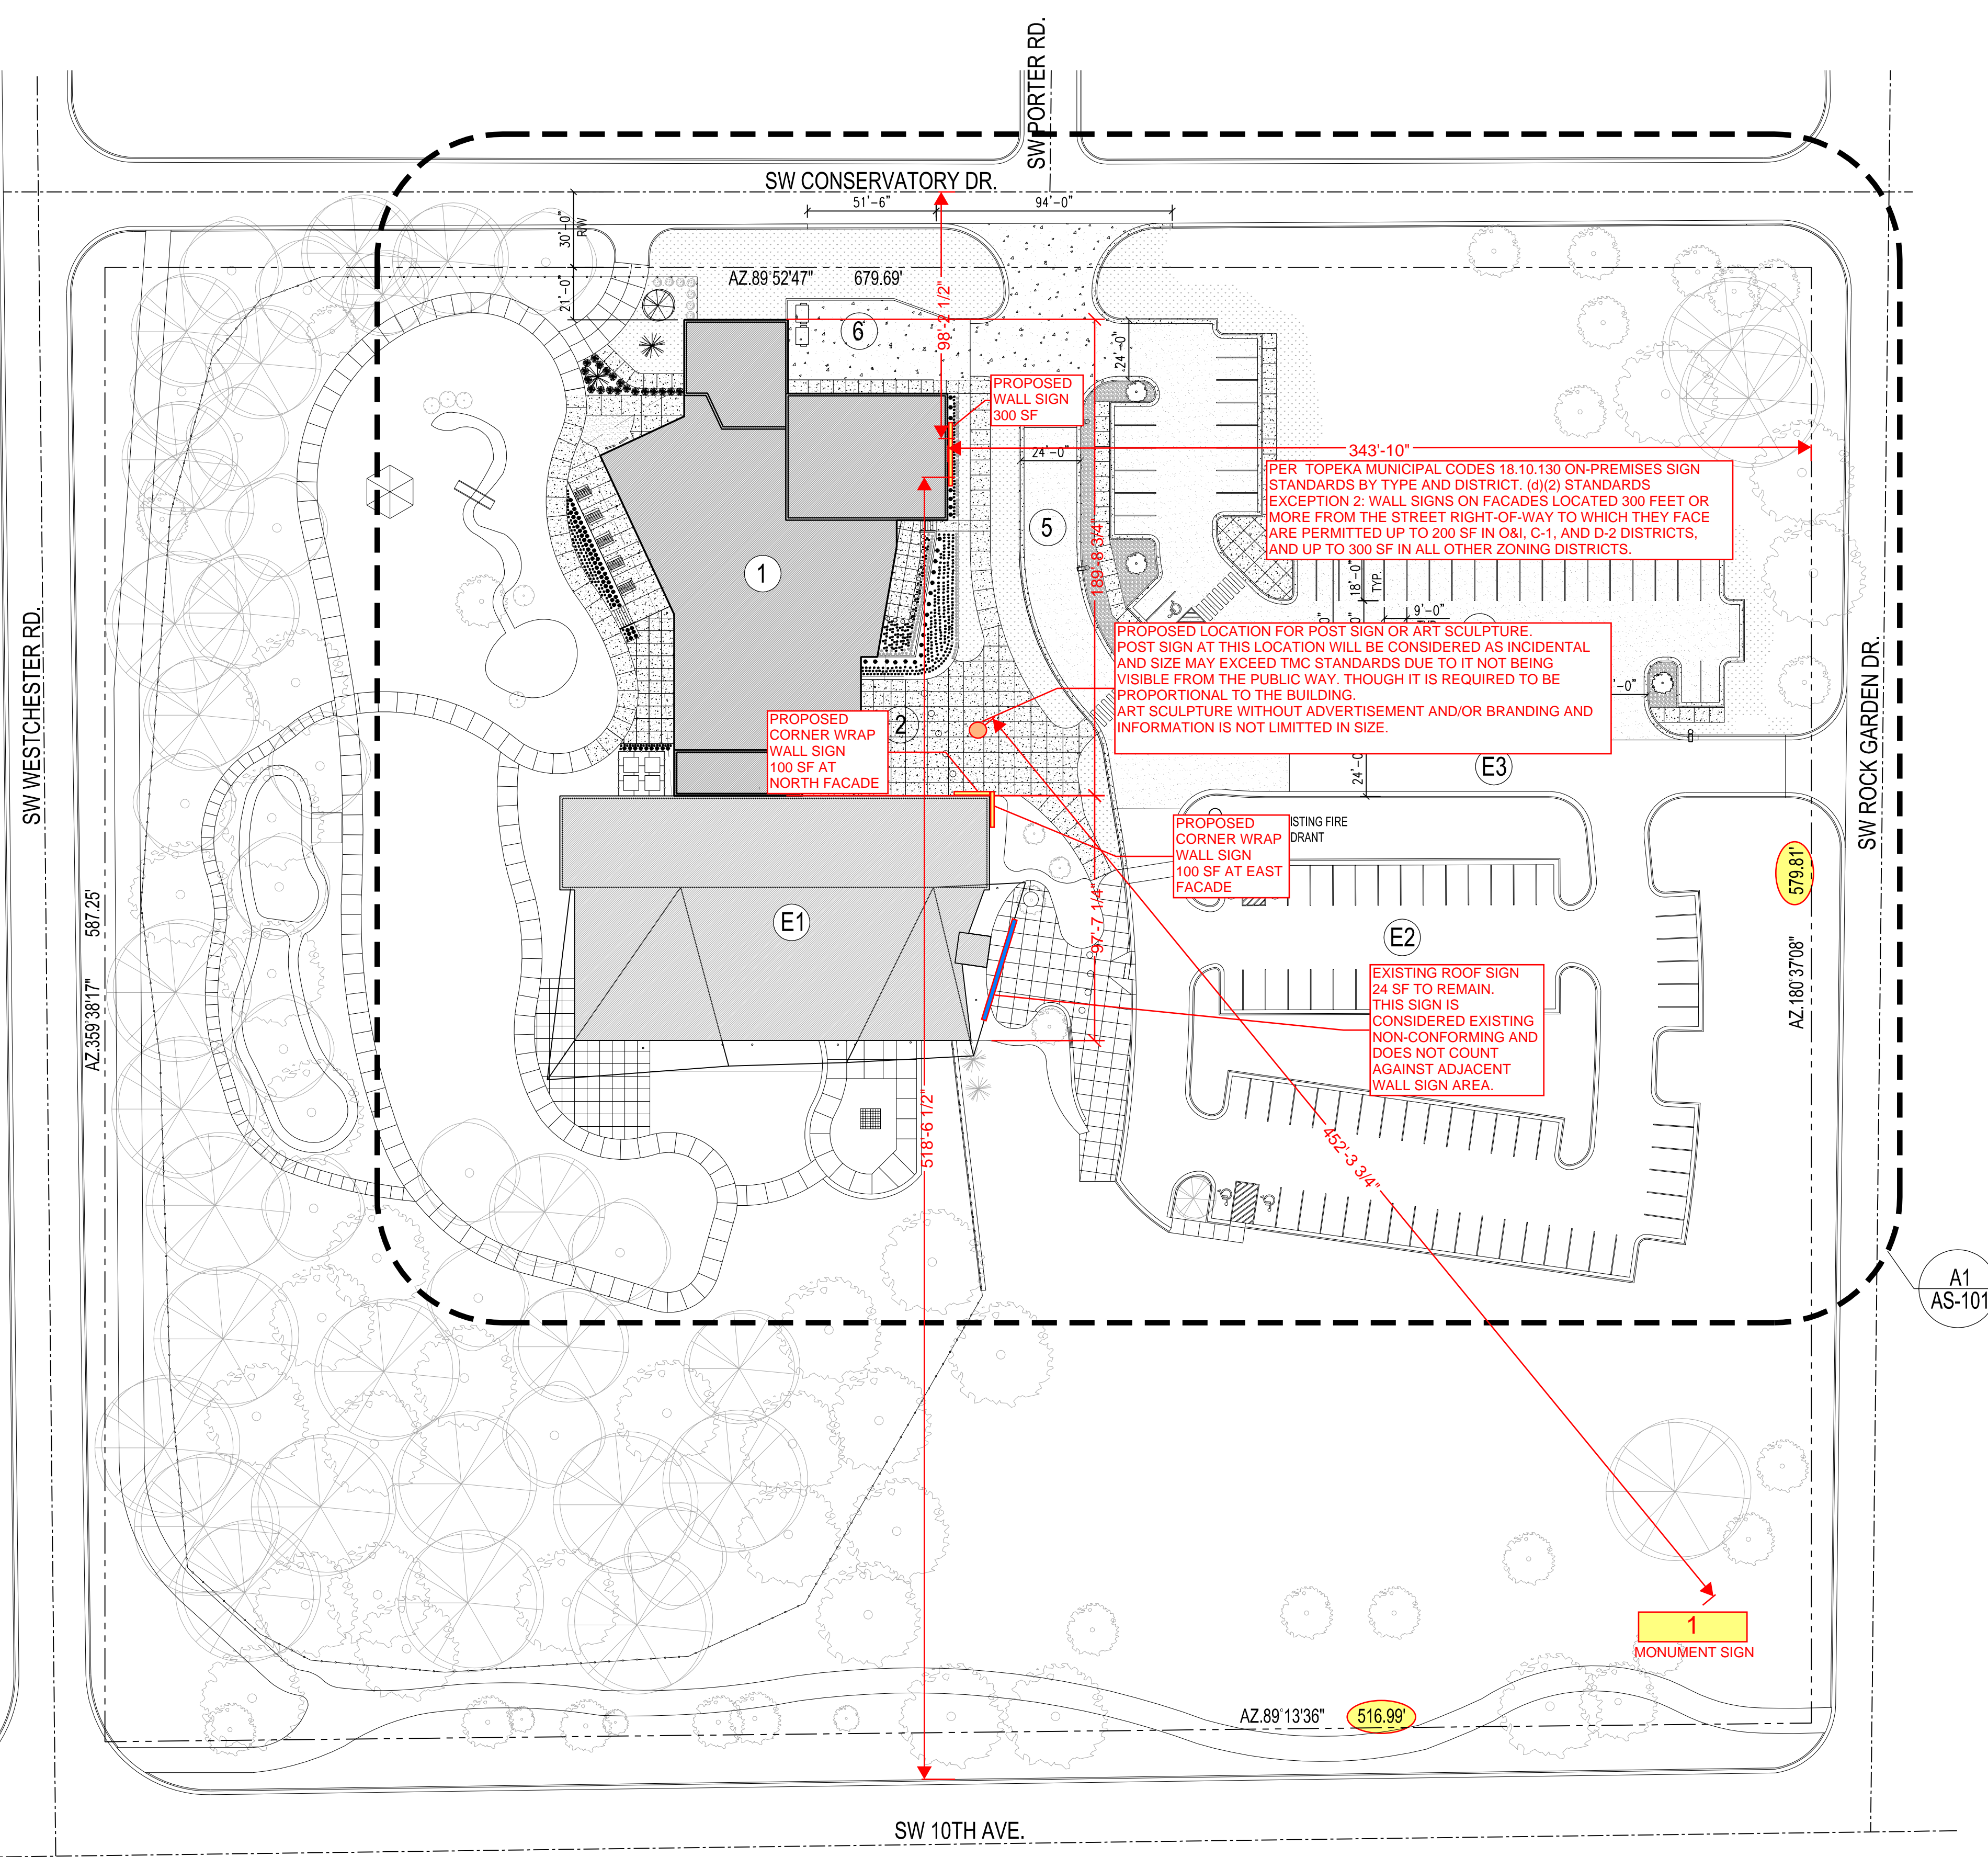 SW PORTER RD.
SW CONSERVATORY DR.
51'-6"
94'-0"
30'-0"
R/W
21'-0"
AZ.89°52'47"
679.69'
98'-2 1/2"
6
24'-0"
PROPOSED
WALL SIGN
300 SF
24'-0"
343'-10"
PER TOPEKA MUNICIPAL CODES 18.10.130 ON-PREMISES SIGN
STANDARDS BY TYPE AND DISTRICT. (d)(2) STANDARDS
EXCEPTION 2: WALL SIGNS ON FACADES LOCATED 300 FEET OR
MORE FROM THE STREET RIGHT-OF-WAY TO WHICH THEY FACE
ARE PERMITTED UP TO 200 SF IN O&I, C-1, AND D-2 DISTRICTS,
AND UP TO 300 SF IN ALL OTHER ZONING DISTRICTS.
5
1
189'-8 3/4"
18'-0"
TYP.
9'-0"
PROPOSED LOCATION FOR POST SIGN OR ART SCULPTURE.
POST SIGN AT THIS LOCATION WILL BE CONSIDERED AS INCIDENTAL
AND SIZE MAY EXCEED TMC STANDARDS DUE TO IT NOT BEING
VISIBLE FROM THE PUBLIC WAY. THOUGH IT IS REQUIRED TO BE
PROPORTIONAL TO THE BUILDING.
ART SCULPTURE WITHOUT ADVERTISEMENT AND/OR BRANDING AND
INFORMATION IS NOT LIMITTED IN SIZE.
'-0"
SW WESTCHESTER RD.
SW ROCK GARDEN DR.
2
PROPOSED
CORNER WRAP
WALL SIGN
100 SF AT
NORTH FACADE
24'-0
E3
PROPOSED
CORNER WRAP
WALL SIGN
100 SF AT EAST
FACADE
ISTING FIRE
DRANT
579.81'
587.25'
E1
E2
97'-7 1/4"
AZ.359°38'17"
AZ.180°37'08"
EXISTING ROOF SIGN
24 SF TO REMAIN.
THIS SIGN IS
CONSIDERED EXISTING
NON-CONFORMING AND
DOES NOT COUNT
AGAINST ADJACENT
WALL SIGN AREA.
518'-6 1/2"
452'-3 3/4"
A1
AS-101
1
MONUMENT SIGN
AZ.89°13'36"
516.99'
SW 10TH AVE.